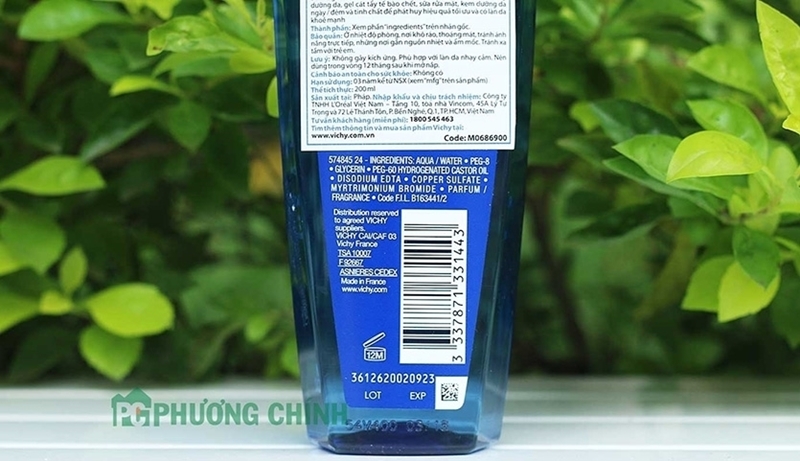 dưỡng da, gel cát tẩy tế bào chết, sữa rửa mặt, kem dưỡng da
ngày / đêm và tinh chất để phát huy hiệu quả tối ưu và có làn da
khoẻ mạnh
Thành phần: Xem phần "ingredients" trên nhãn gốc.
Bảo quản: Ở nhiệt độ phòng, nơi khô ráo, thoáng mát, tránh ánh
nắng trực tiếp, những nơi gần nguồn nhiệt và ẩm mốc. Tránh xa
tầm với trẻ em.
Lưu ý: Không gây kích ứng. Phù hợp với làn da nhạy cảm. Nên
dùng trong vòng 12 tháng sau khi mở nắp.
Cảnh báo an toàn cho sức khỏe: Không có
Hạn sử dụng: 03 năm kể từ NSX (xem "mfg" trên sản phẩm)
Thể tích thực: 200ml
Sản xuất tại: Pháp. Nhập khẩu và chịu trách nhiệm: Công ty
TNHH L'Oréal Việt Nam – Tầng 10, tòa nhà Vincom, 45A Lý Tự
Trọng và 72 Lê Thánh Tôn, P. Bến Nghé, Q.1, TP.HCM, Việt Nam
Tư vấn khách hàng (miễn phí): 1800 545 463
Tìm thêm thông tin và mua sản phẩm Vichy tại:
www.vichy.com.vn Code: M0686900
574845 24 - INGREDIENTS: AQUA / WATER • PEG-8
• GLYCERIN • PEG-60 HYDROGENATED CASTOR OIL
• DISODIUM EDTA • COPPER SULFATE •
MYRTRIMONIUM BROMIDE • PARFUM /
FRAGRANCE • Code F.I.L. B163441/2
Distribution reserved
to agreed VICHY
suppliers.
VICHY CAI/CAF 03
Vichy France
TSA 10007
F 92667
ASNIERES CEDEX
Made in France
www.vichy.com
3 337871 331443
12M
3612620020923
LOT EXP
PC PHƯƠNG CHINH